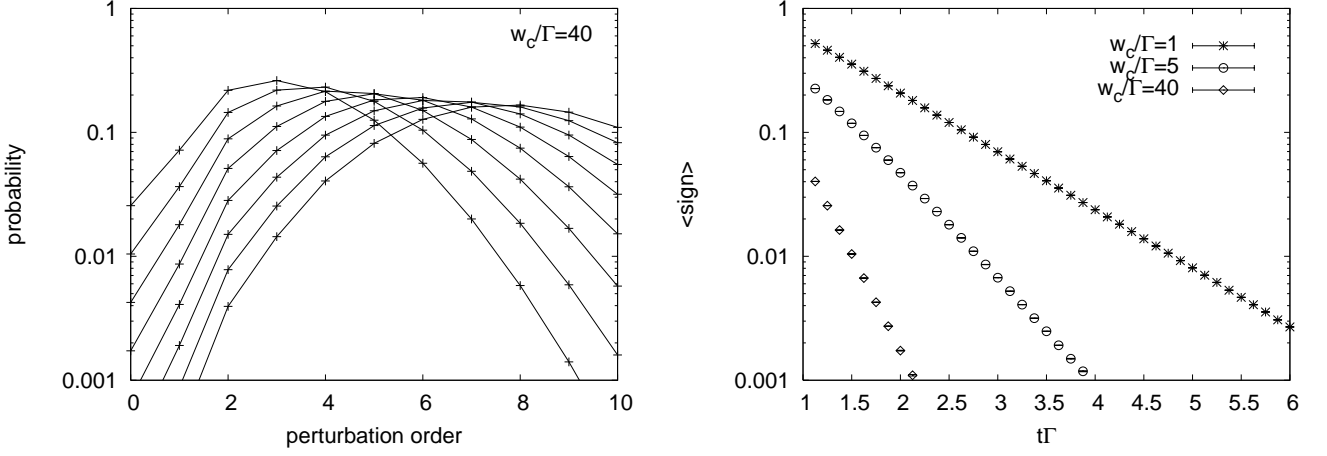 1
0.1
0.01
0.001
0 2 4 6 8 10
probability
perturbation order
w_c/Γ=40
1
0.1
0.01
0.001
1 1.5 2 2.5 3 3.5 4 4.5 5 5.5 6
<sign>
tΓ
w_c/Γ=1
w_c/Γ=5
w_c/Γ=40